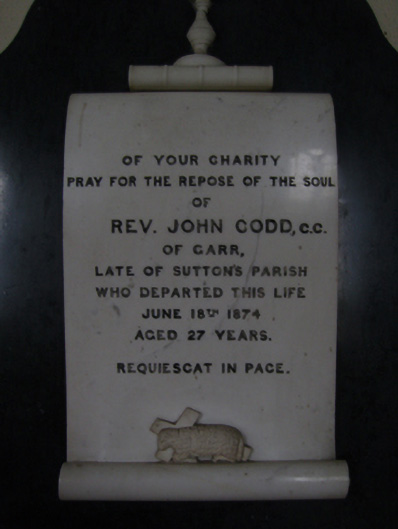 OF YOUR CHARITY
PRAY FOR THE REPOSE OF THE SOUL
OF
REV. JOHN CODD, C.C.
OF CARR,
LATE OF SUTTON'S PARISH
WHO DEPARTED THIS LIFE
JUNE 18TH 1874
AGED 27 YEARS.
REQUIESCAT IN PACE.